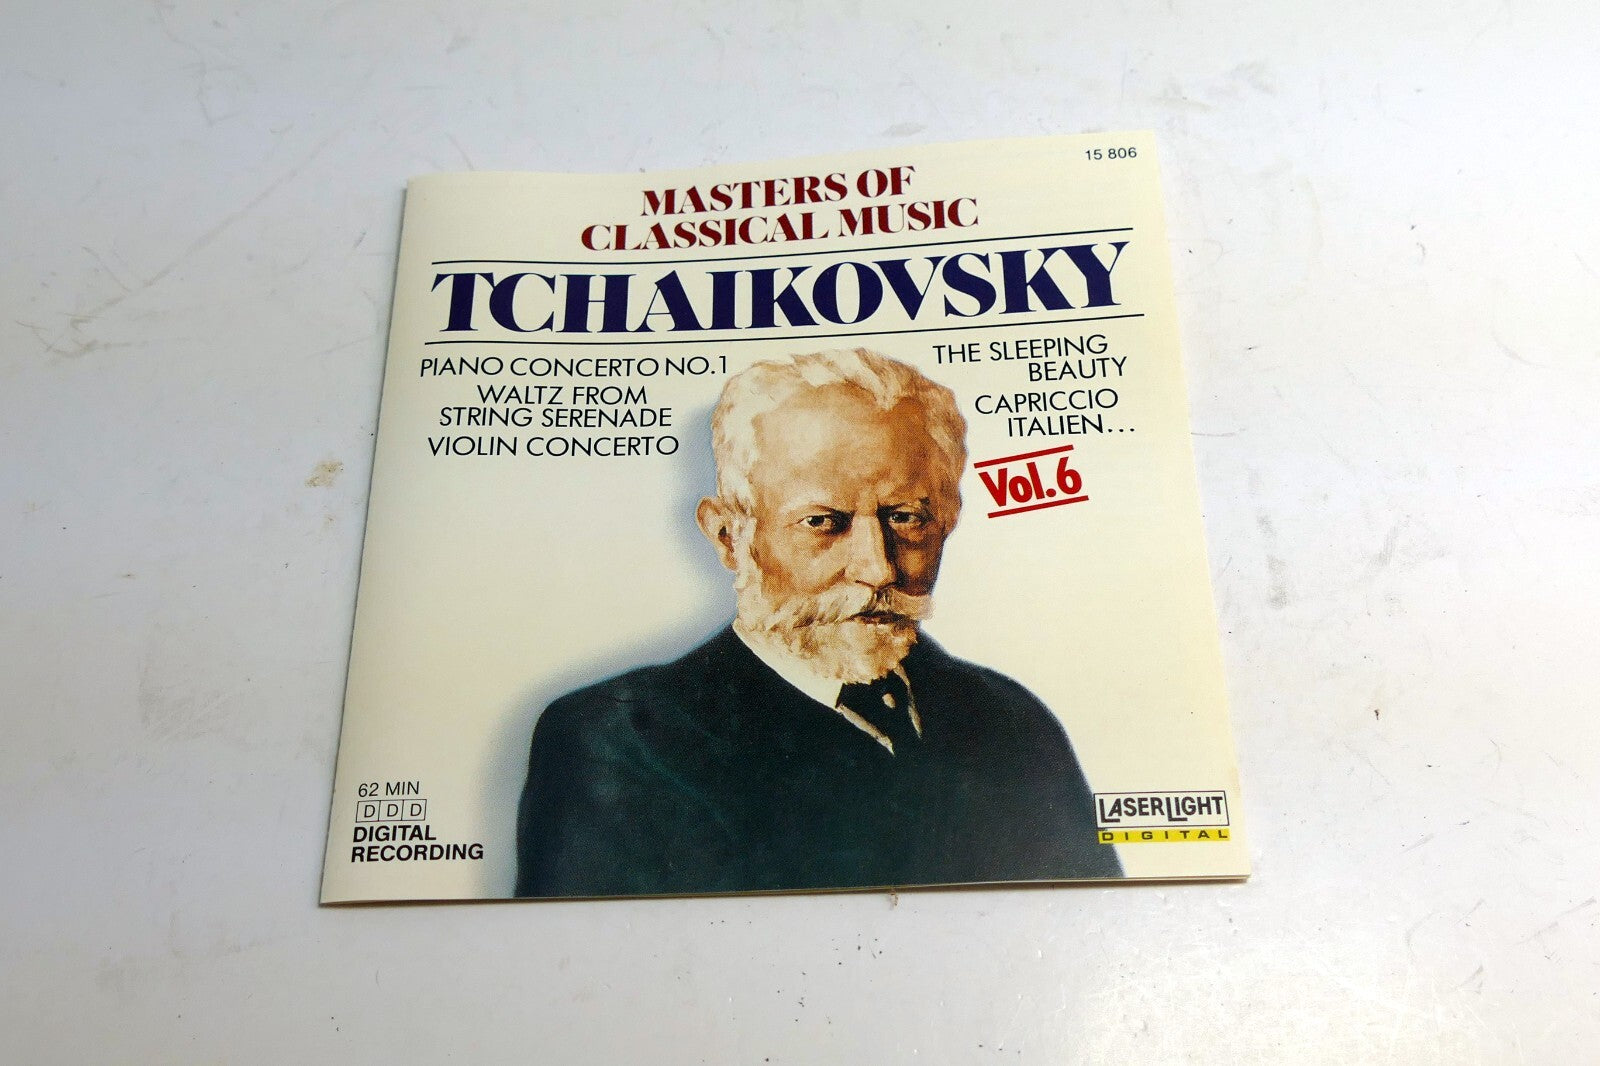 15 806
MASTERS OF
CLASSICAL MUSIC
TCHAIKOVSKY
PIANO CONCERTO NO.1
WALTZ FROM
STRING SERENADE
VIOLIN CONCERTO
THE SLEEPING
BEAUTY
CAPRICCIO
ITALIEN...
Vol.6
62 MIN
D D D
DIGITAL
RECORDING
LASERLIGHT
DIGITAL